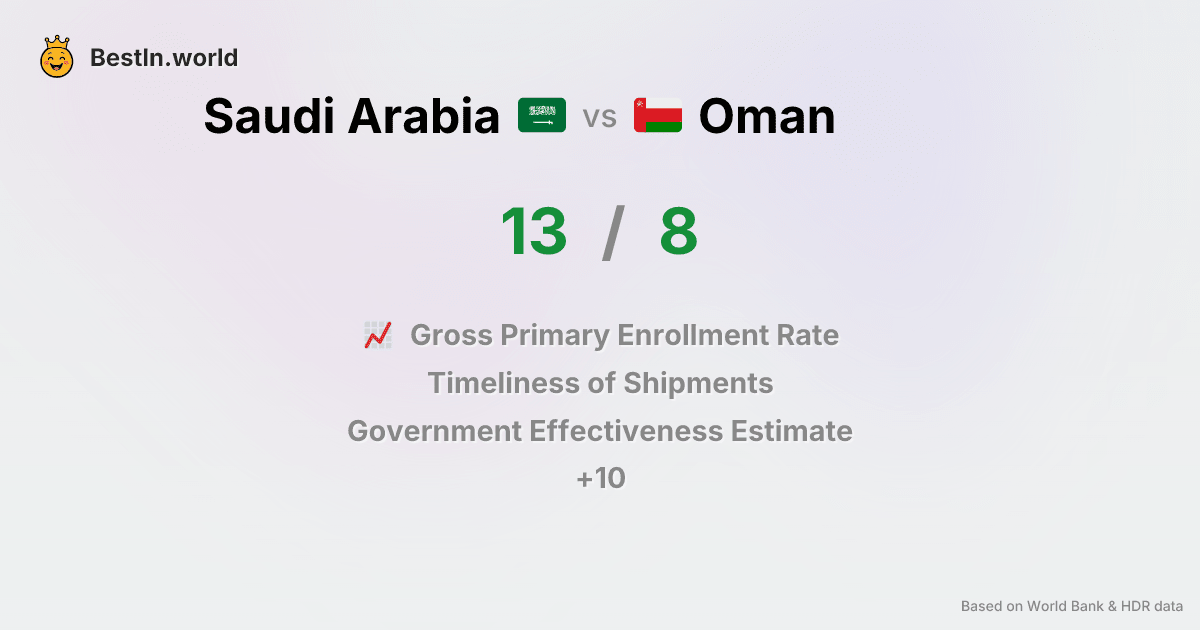 BestIn.world
Saudi Arabia vs Oman
13 / 8
Gross Primary Enrollment Rate
Timeliness of Shipments
Government Effectiveness Estimate
+10
Based on World Bank & HDR data